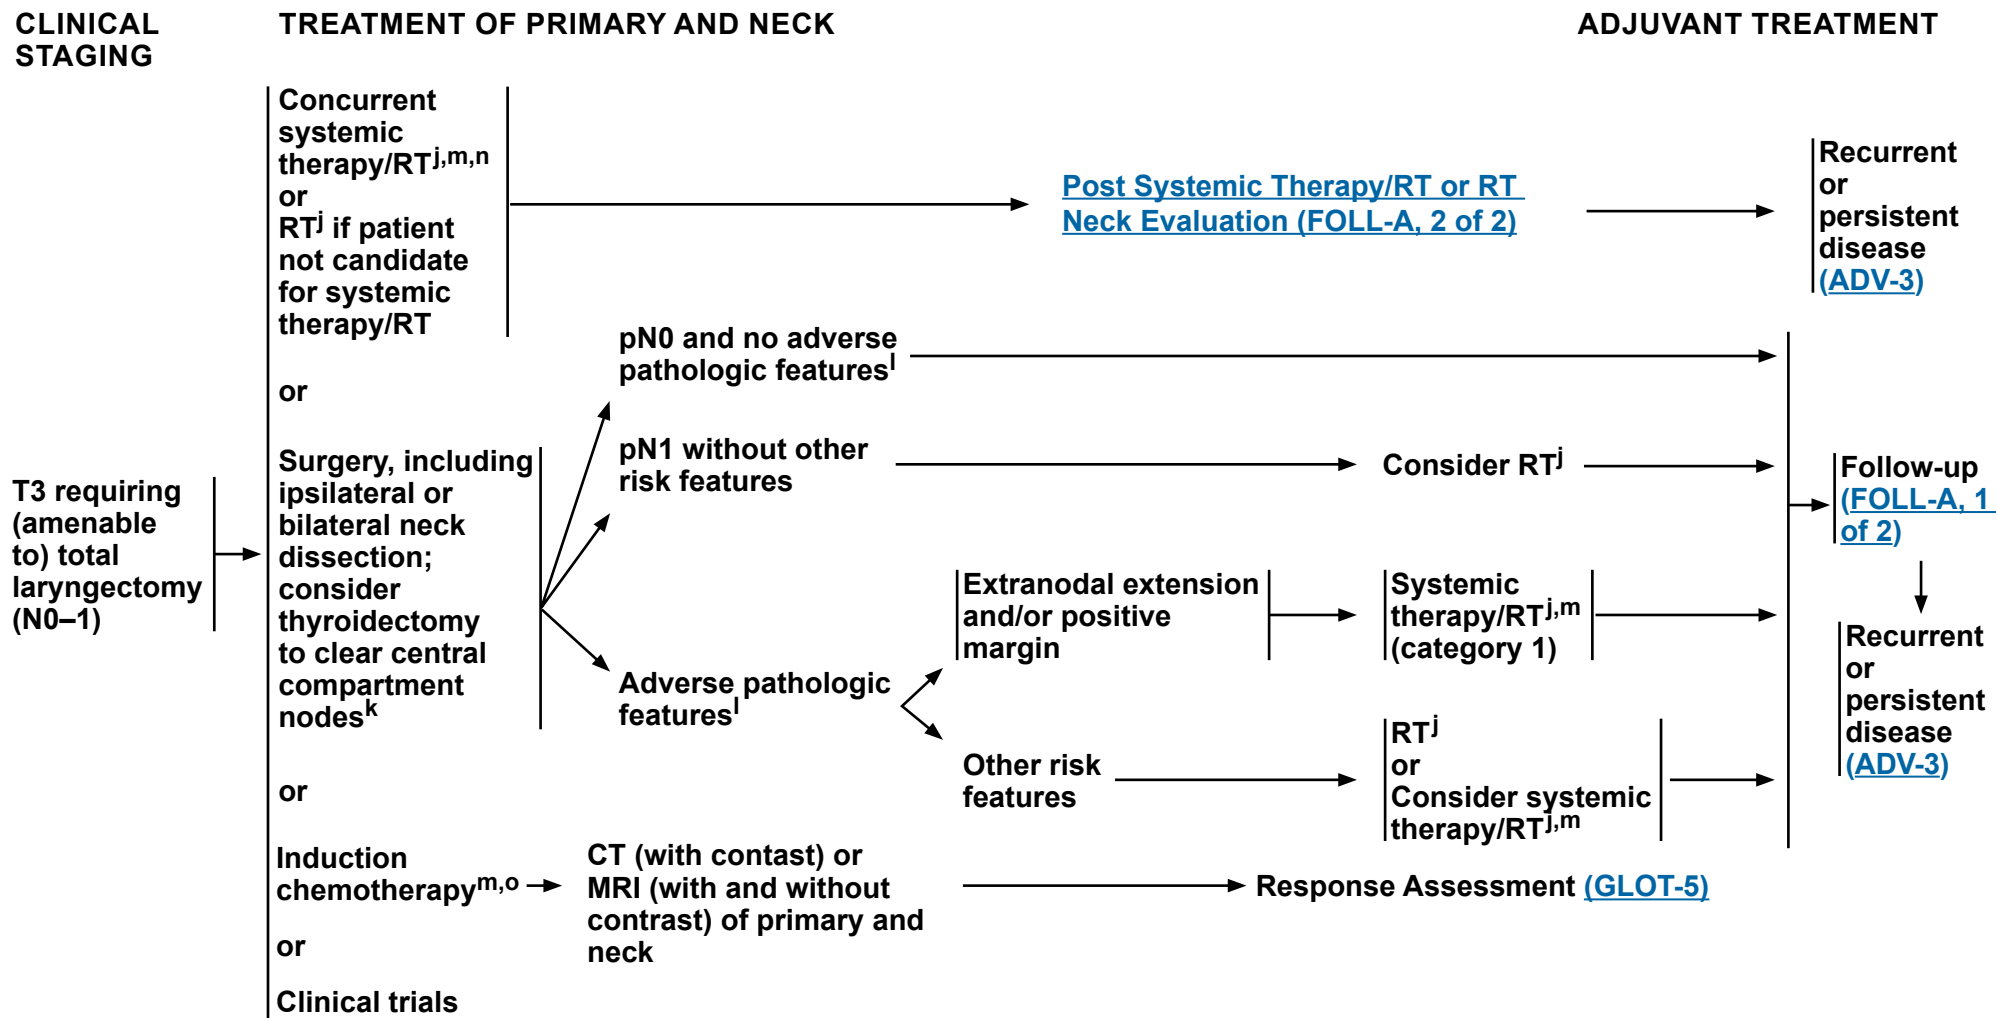 CLINICAL
STAGING
TREATMENT OF PRIMARY AND NECK
ADJUVANT TREATMENT
T3 requiring
(amenable
to) total
laryngectomy
(N0–1)
Concurrent
systemic
therapy/RTj,m,n
or
RTj if patient
not candidate
for systemic
therapy/RT
Post Systemic Therapy/RT or RT
Neck Evaluation (FOLL-A, 2 of 2)
Recurrent
or
persistent
disease
(ADV-3)
or
Surgery, including
ipsilateral or
bilateral neck
dissection;
consider
thyroidectomy
to clear central
compartment
nodesk
pN0 and no adverse
pathologic featuresl
pN1 without other
risk features
Consider RTj
Adverse pathologic
featuresl
Extranodal extension
and/or positive
margin
Systemic
therapy/RTj,m
(category 1)
Other risk
features
RTj
or
Consider systemic
therapy/RTj,m
Follow-up
(FOLL-A, 1
of 2)
Recurrent
or
persistent
disease
(ADV-3)
or
Induction
chemotherapym,o
CT (with contast) or
MRI (with and without
contrast) of primary and
neck
Response Assessment (GLOT-5)
or
Clinical trials